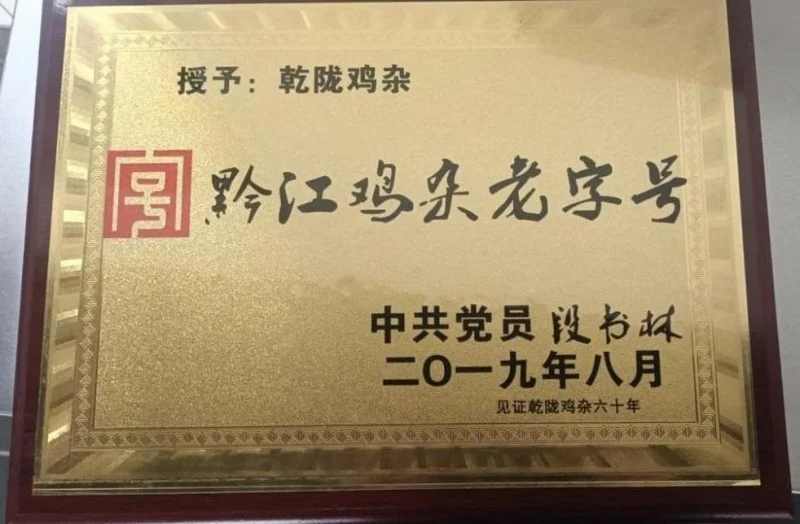 授予：乾陇鸡杂
黔江鸡杂老字号
中共党员 段书林
二〇一九年八月
见证乾陇鸡杂六十年